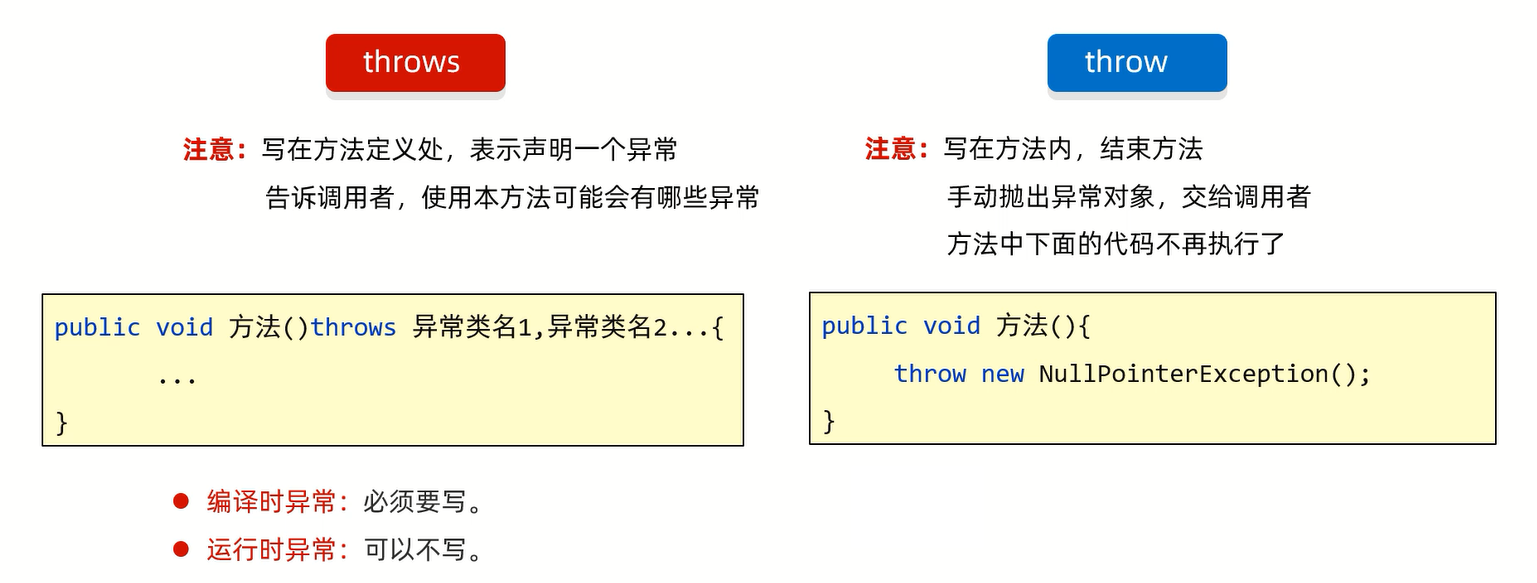 throws
注意：写在方法定义处，表示声明一个异常
告诉调用者，使用本方法可能会有哪些异常
public void 方法()throws 异常类名1,异常类名2...{
...
}
编译时异常：必须要写。
运行时异常：可以不写。
throw
注意：写在方法内，结束方法
手动抛出异常对象，交给调用者
方法中下面的代码不再执行了
public void 方法(){
throw new NullPointerException();
}